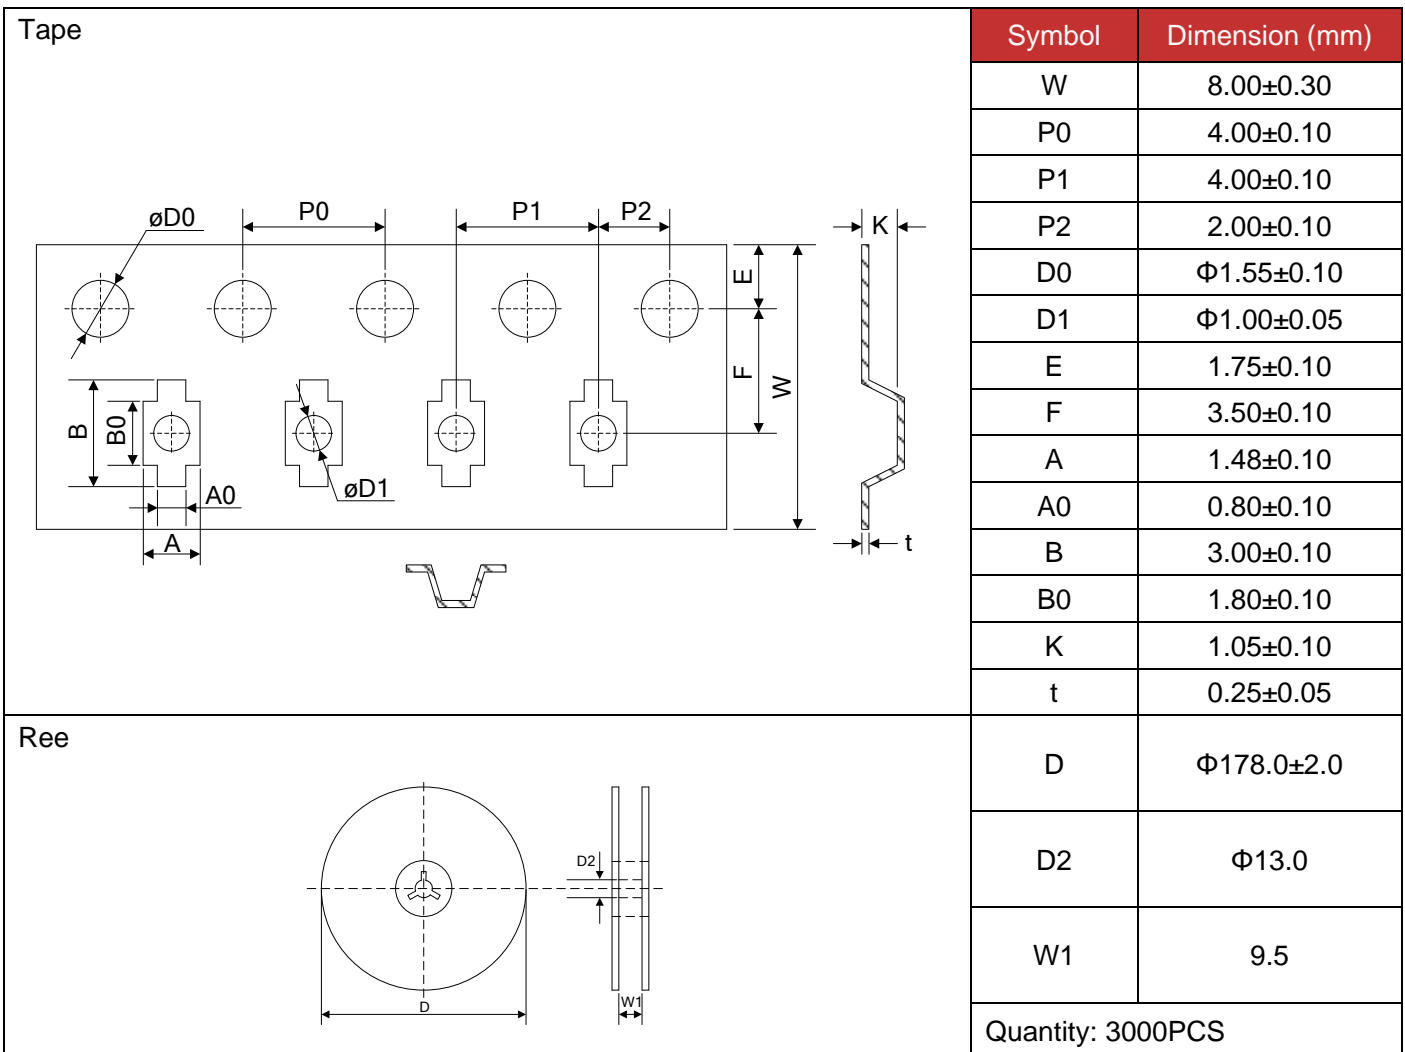 Tape
Symbol Dimension (mm)
W 8.00±0.30
P0 4.00±0.10
P1 4.00±0.10
P2 2.00±0.10
D0 Φ1.55±0.10
D1 Φ1.00±0.05
E 1.75±0.10
F 3.50±0.10
A 1.48±0.10
A0 0.80±0.10
B 3.00±0.10
B0 1.80±0.10
K 1.05±0.10
t 0.25±0.05
øD0 P0 P1 P2 K
E
F
W
B B0
A0 øD1
A
t
Ree
D Φ178.0±2.0
D2 Φ13.0
W1 9.5
Quantity: 3000PCS
D2
D
W1